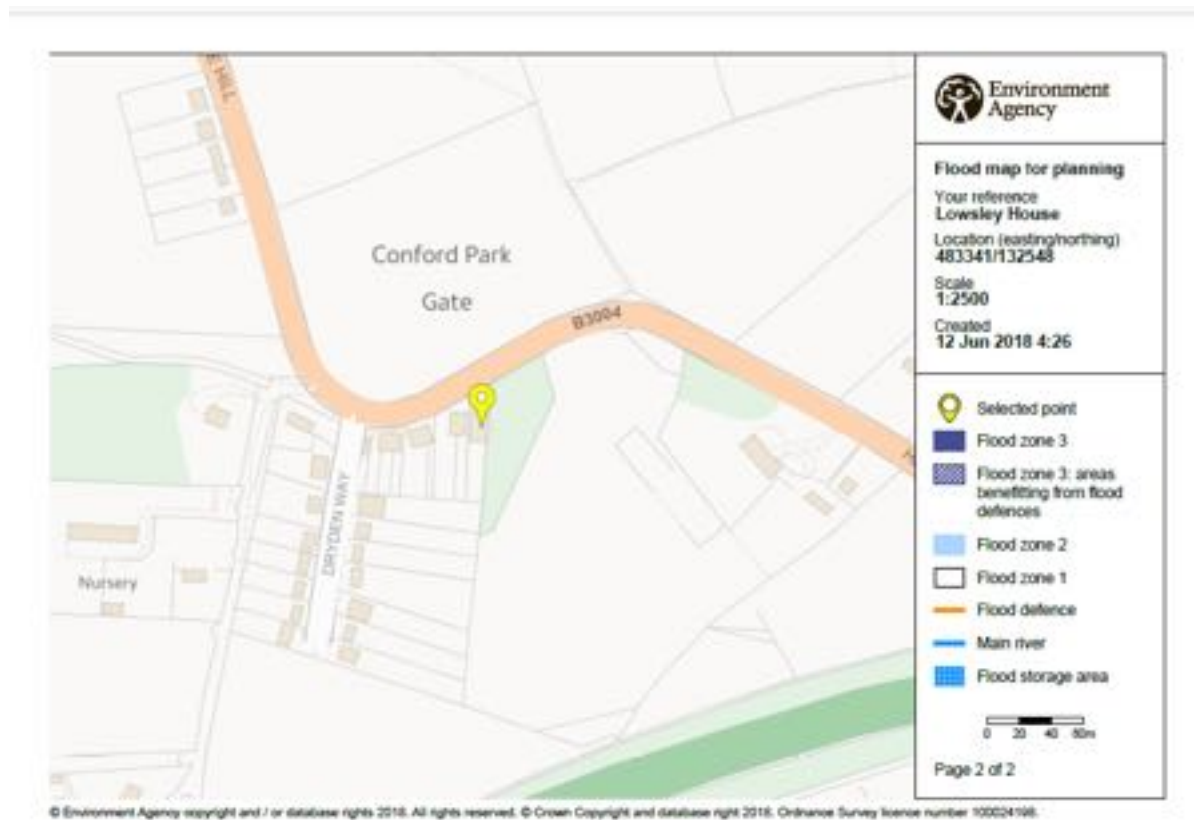 E HILL
Conford Park
Gate
B3004
DRYDEN WAY
Nursery
Environment
Agency
Flood map for planning
Your reference
Lowsley House
Location (easting/northing)
483341/132548
Scale
1:2500
Created
12 Jun 2018 4:26
Selected point
Flood zone 3
Flood zone 3: areas
benefitting from flood
defences
Flood zone 2
Flood zone 1
Flood defence
Main river
Flood storage area
0 20 40 60m
Page 2 of 2
© Environment Agency copyright and / or database rights 2018. All rights reserved. © Crown Copyright and database right 2018. Ordnance Survey licence number 100024198.